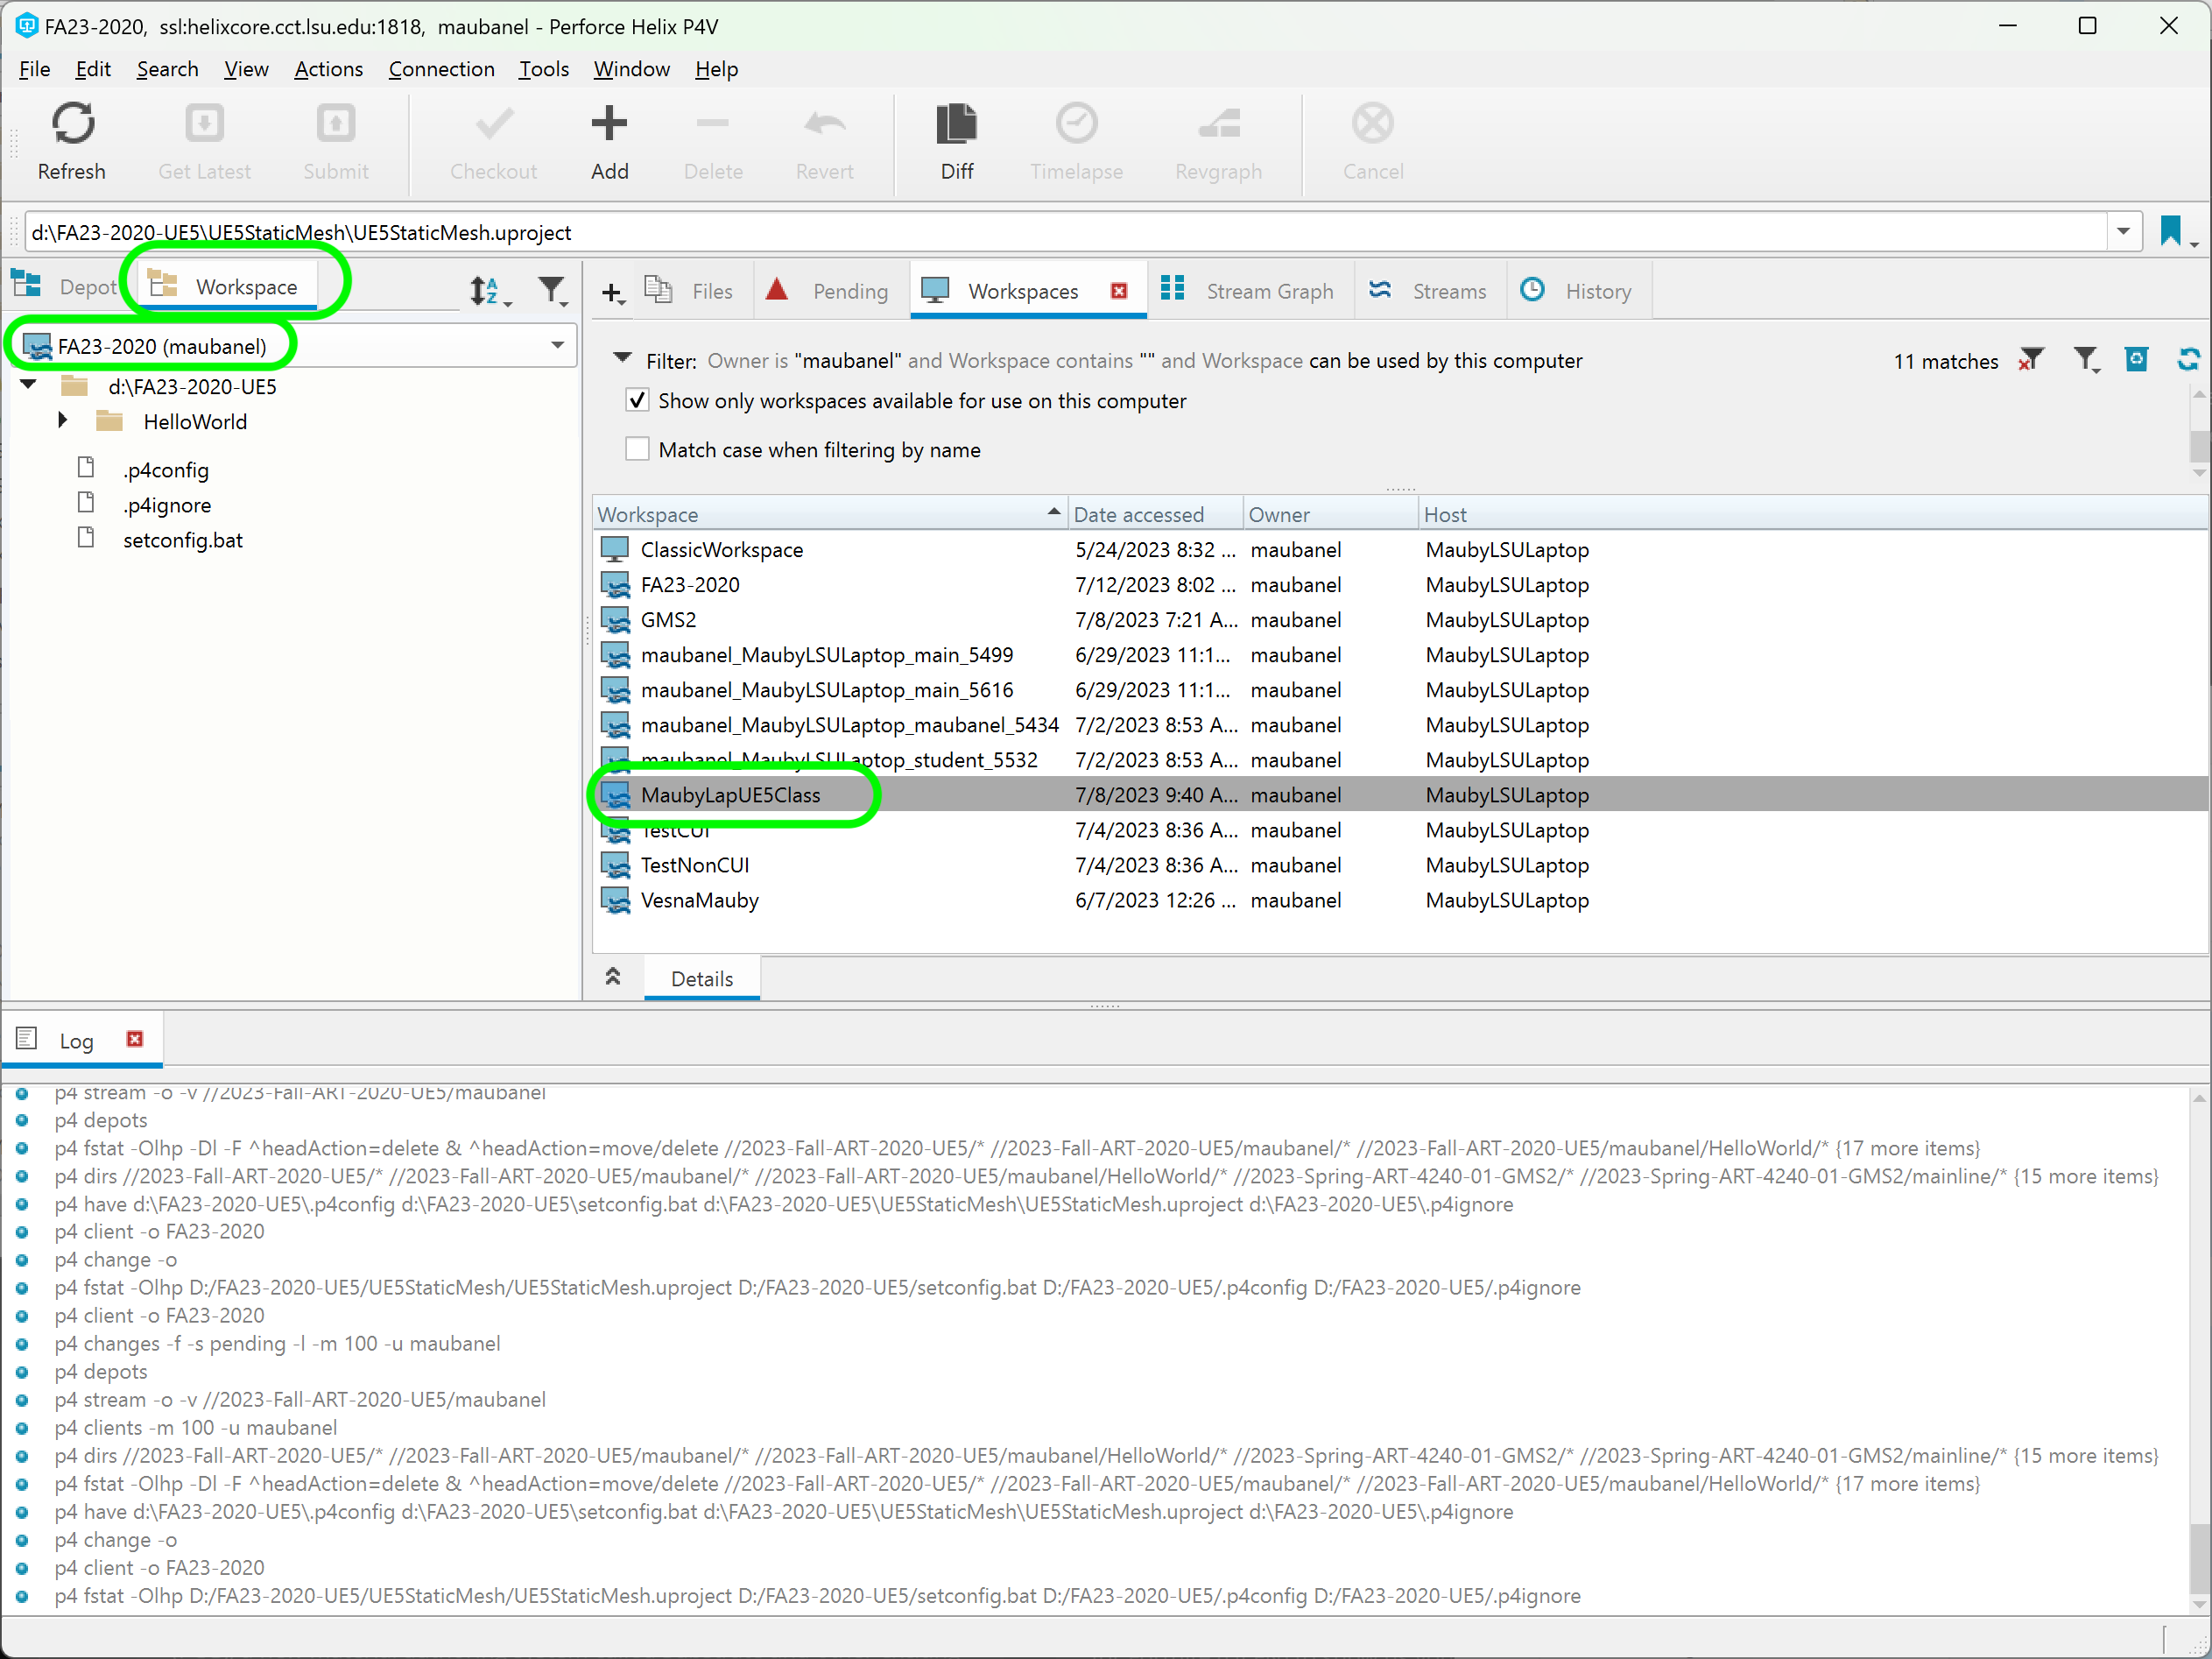 FA23-2020,  ssl:helixcore.cct.lsu.edu:1818,  maubanel - Perforce Helix P4V
File Edit Search View Actions Connection Tools Window Help
Refresh Get Latest Submit Checkout Add Delete Revert Diff Timelapse Revgraph Cancel
d:\FA23-2020-UE5\UE5StaticMesh\UE5StaticMesh.uproject
Depot Workspace
FA23-2020 (maubanel)
d:\FA23-2020-UE5
HelloWorld
.p4config
.p4ignore
setconfig.bat
Files Pending Workspaces Stream Graph Streams History
Filter: Owner is "maubanel" and Workspace contains "" and Workspace can be used by this computer 11 matches
Show only workspaces available for use on this computer
Match case when filtering by name
Workspace Date accessed Owner Host
ClassicWorkspace 5/24/2023 8:32 ... maubanel MaubyLSULaptop
FA23-2020 7/12/2023 8:02 ... maubanel MaubyLSULaptop
GMS2 7/8/2023 7:21 A... maubanel MaubyLSULaptop
maubanel_MaubyLSULaptop_main_5499 6/29/2023 11:1... maubanel MaubyLSULaptop
maubanel_MaubyLSULaptop_main_5616 6/29/2023 11:1... maubanel MaubyLSULaptop
maubanel_MaubyLSULaptop_maubanel_5434 7/2/2023 8:53 A... maubanel MaubyLSULaptop
maubanel_MaubyLSULaptop_student_5532 7/2/2023 8:53 A... maubanel MaubyLSULaptop
MaubyLapUE5Class 7/8/2023 9:40 A... maubanel MaubyLSULaptop
TestCUI 7/4/2023 8:36 A... maubanel MaubyLSULaptop
TestNonCUI 7/4/2023 8:36 A... maubanel MaubyLSULaptop
VesnaMauby 6/7/2023 12:26 ... maubanel MaubyLSULaptop
Details
Log
p4 stream -o -v //2023-Fall-ART-2020-UE5/maubanel
p4 depots
p4 fstat -Olhp -Dl -F ^headAction=delete & ^headAction=move/delete //2023-Fall-ART-2020-UE5/* //2023-Fall-ART-2020-UE5/maubanel/* //2023-Fall-ART-2020-UE5/maubanel/HelloWorld/* {17 more items}
p4 dirs //2023-Fall-ART-2020-UE5/* //2023-Fall-ART-2020-UE5/maubanel/* //2023-Fall-ART-2020-UE5/maubanel/HelloWorld/* //2023-Spring-ART-4240-01-GMS2/* //2023-Spring-ART-4240-01-GMS2/mainline/* {15 more items}
p4 have d:\FA23-2020-UE5\.p4config d:\FA23-2020-UE5\setconfig.bat d:\FA23-2020-UE5\UE5StaticMesh\UE5StaticMesh.uproject d:\FA23-2020-UE5\.p4ignore
p4 client -o FA23-2020
p4 change -o
p4 fstat -Olhp D:/FA23-2020-UE5/UE5StaticMesh/UE5StaticMesh.uproject D:/FA23-2020-UE5/setconfig.bat D:/FA23-2020-UE5/.p4config D:/FA23-2020-UE5/.p4ignore
p4 client -o FA23-2020
p4 changes -f -s pending -l -m 100 -u maubanel
p4 depots
p4 stream -o -v //2023-Fall-ART-2020-UE5/maubanel
p4 clients -m 100 -u maubanel
p4 dirs //2023-Fall-ART-2020-UE5/* //2023-Fall-ART-2020-UE5/maubanel/* //2023-Fall-ART-2020-UE5/maubanel/HelloWorld/* //2023-Spring-ART-4240-01-GMS2/* //2023-Spring-ART-4240-01-GMS2/mainline/* {15 more items}
p4 fstat -Olhp -Dl -F ^headAction=delete & ^headAction=move/delete //2023-Fall-ART-2020-UE5/* //2023-Fall-ART-2020-UE5/maubanel/* //2023-Fall-ART-2020-UE5/maubanel/HelloWorld/* {17 more items}
p4 have d:\FA23-2020-UE5\.p4config d:\FA23-2020-UE5\setconfig.bat d:\FA23-2020-UE5\UE5StaticMesh\UE5StaticMesh.uproject d:\FA23-2020-UE5\.p4ignore
p4 change -o
p4 client -o FA23-2020
p4 fstat -Olhp D:/FA23-2020-UE5/UE5StaticMesh/UE5StaticMesh.uproject D:/FA23-2020-UE5/setconfig.bat D:/FA23-2020-UE5/.p4config D:/FA23-2020-UE5/.p4ignore